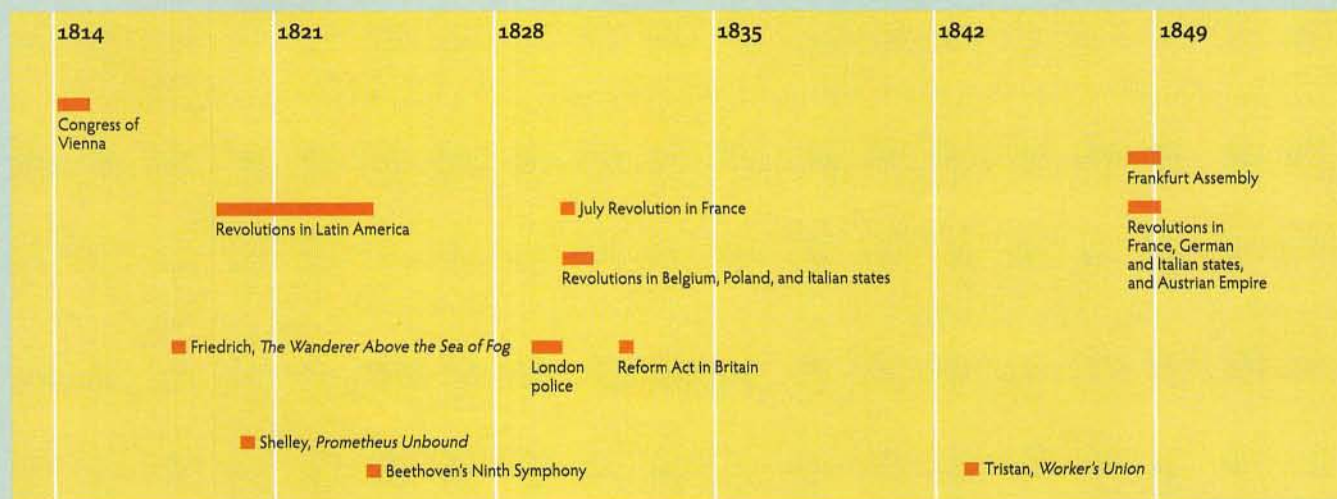 1814
1821
1828
1835
1842
1849
Congress of
Vienna
Frankfurt Assembly
Revolutions in Latin America
July Revolution in France
Revolutions in
France, German
and Italian states,
and Austrian Empire
Revolutions in Belgium, Poland, and Italian states
Friedrich, The Wanderer Above the Sea of Fog
London
police
Reform Act in Britain
Shelley, Prometheus Unbound
Beethoven's Ninth Symphony
Tristan, Worker's Union